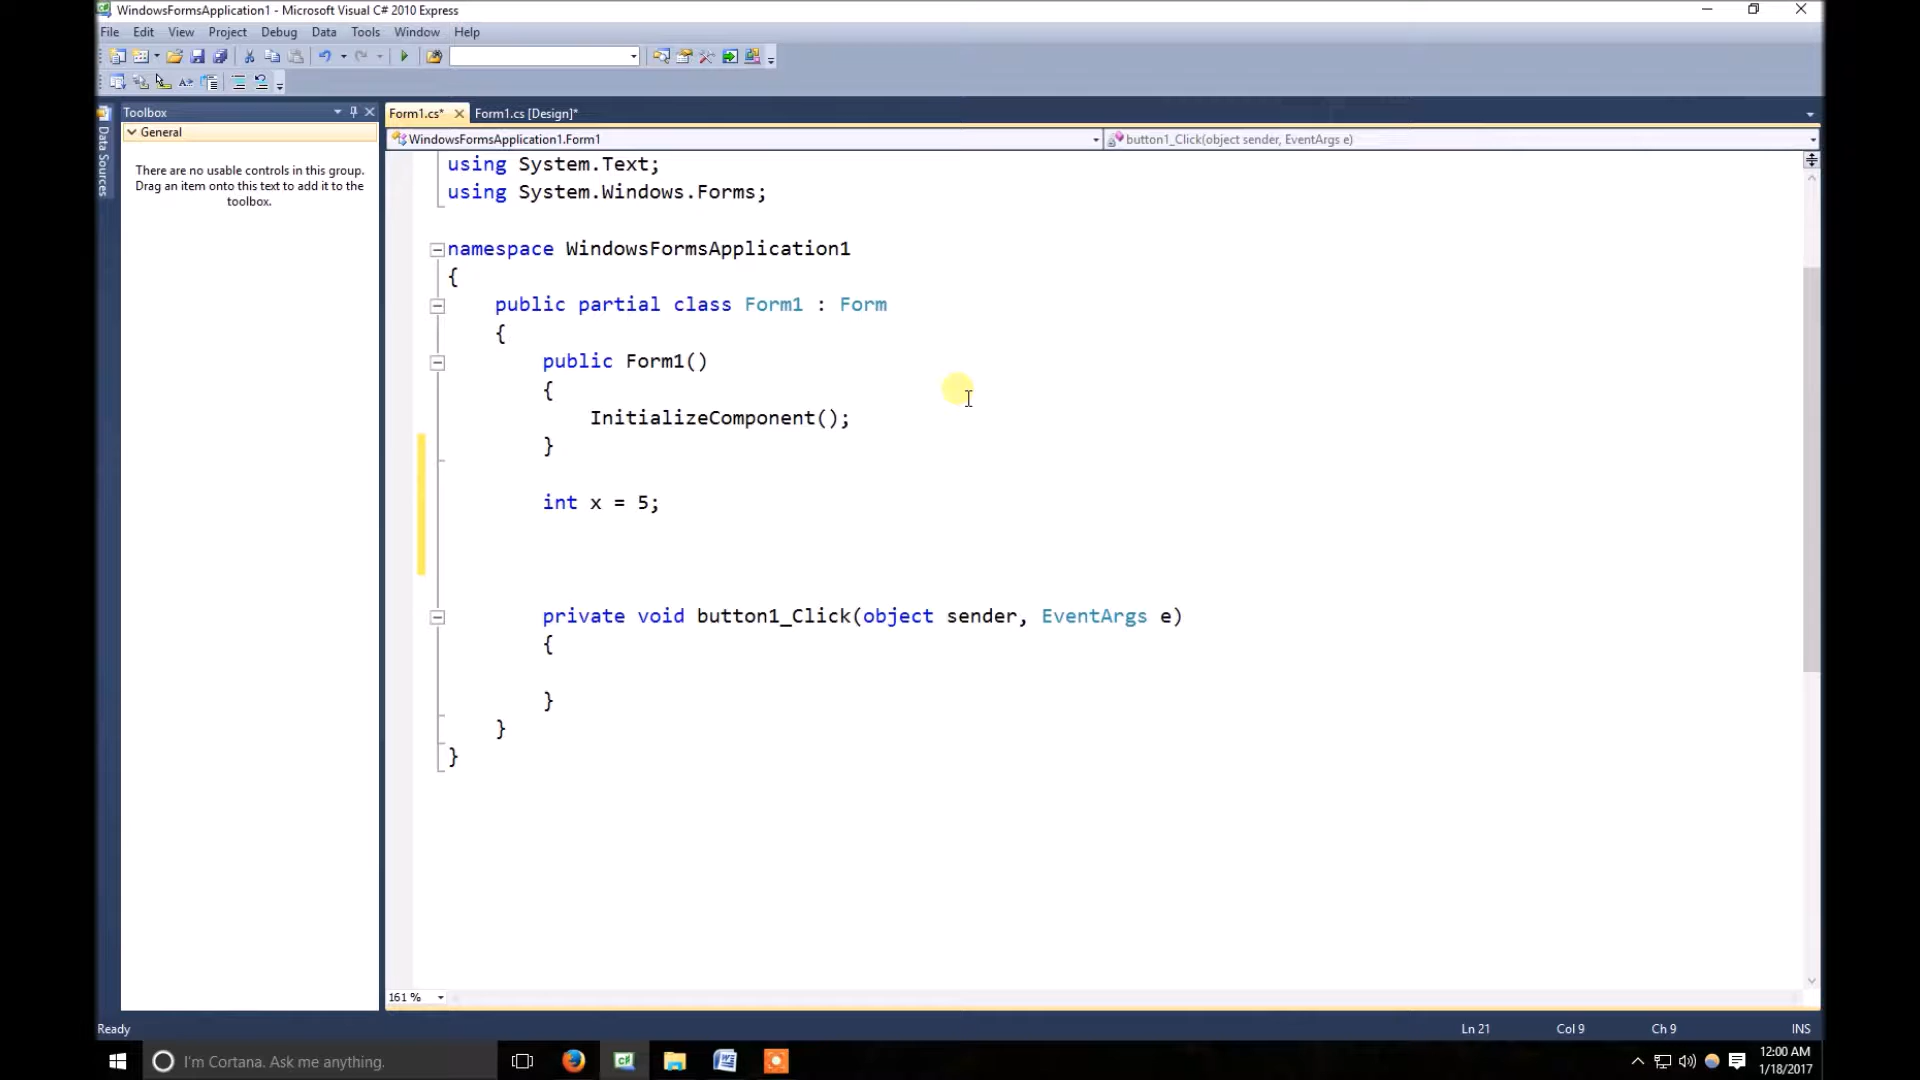 WindowsFormsApplication1 - Microsoft Visual C# 2010 Express
File Edit View Project Debug Data Tools Window Help
Toolbox
Form1.cs* Form1.cs [Design]*
General
WindowsFormsApplication1.Form1
button1_Click(object sender, EventArgs e)
Data Sources
There are no usable controls in this group.
Drag an item onto this text to add it to the
toolbox.
using System.Text;
using System.Windows.Forms;
namespace WindowsFormsApplication1
{
public partial class Form1 : Form
{
public Form1()
{
InitializeComponent();
}
int x = 5;
private void button1_Click(object sender, EventArgs e)
{
}
}
}
161 %
Ready
Ln 21 Col 9 Ch 9 INS
I'm Cortana. Ask me anything.
12:00 AM
1/18/2017